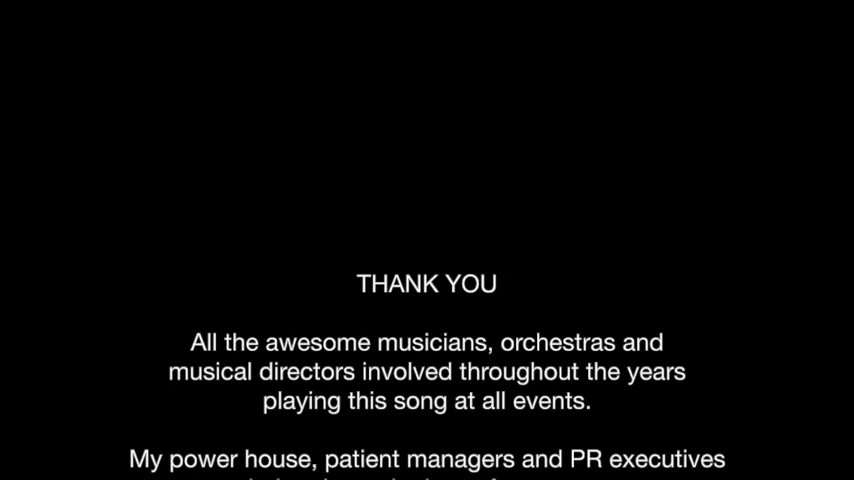 THANK YOU
All the awesome musicians, orchestras and
musical directors involved throughout the years
playing this song at all events.
My power house, patient managers and PR executives